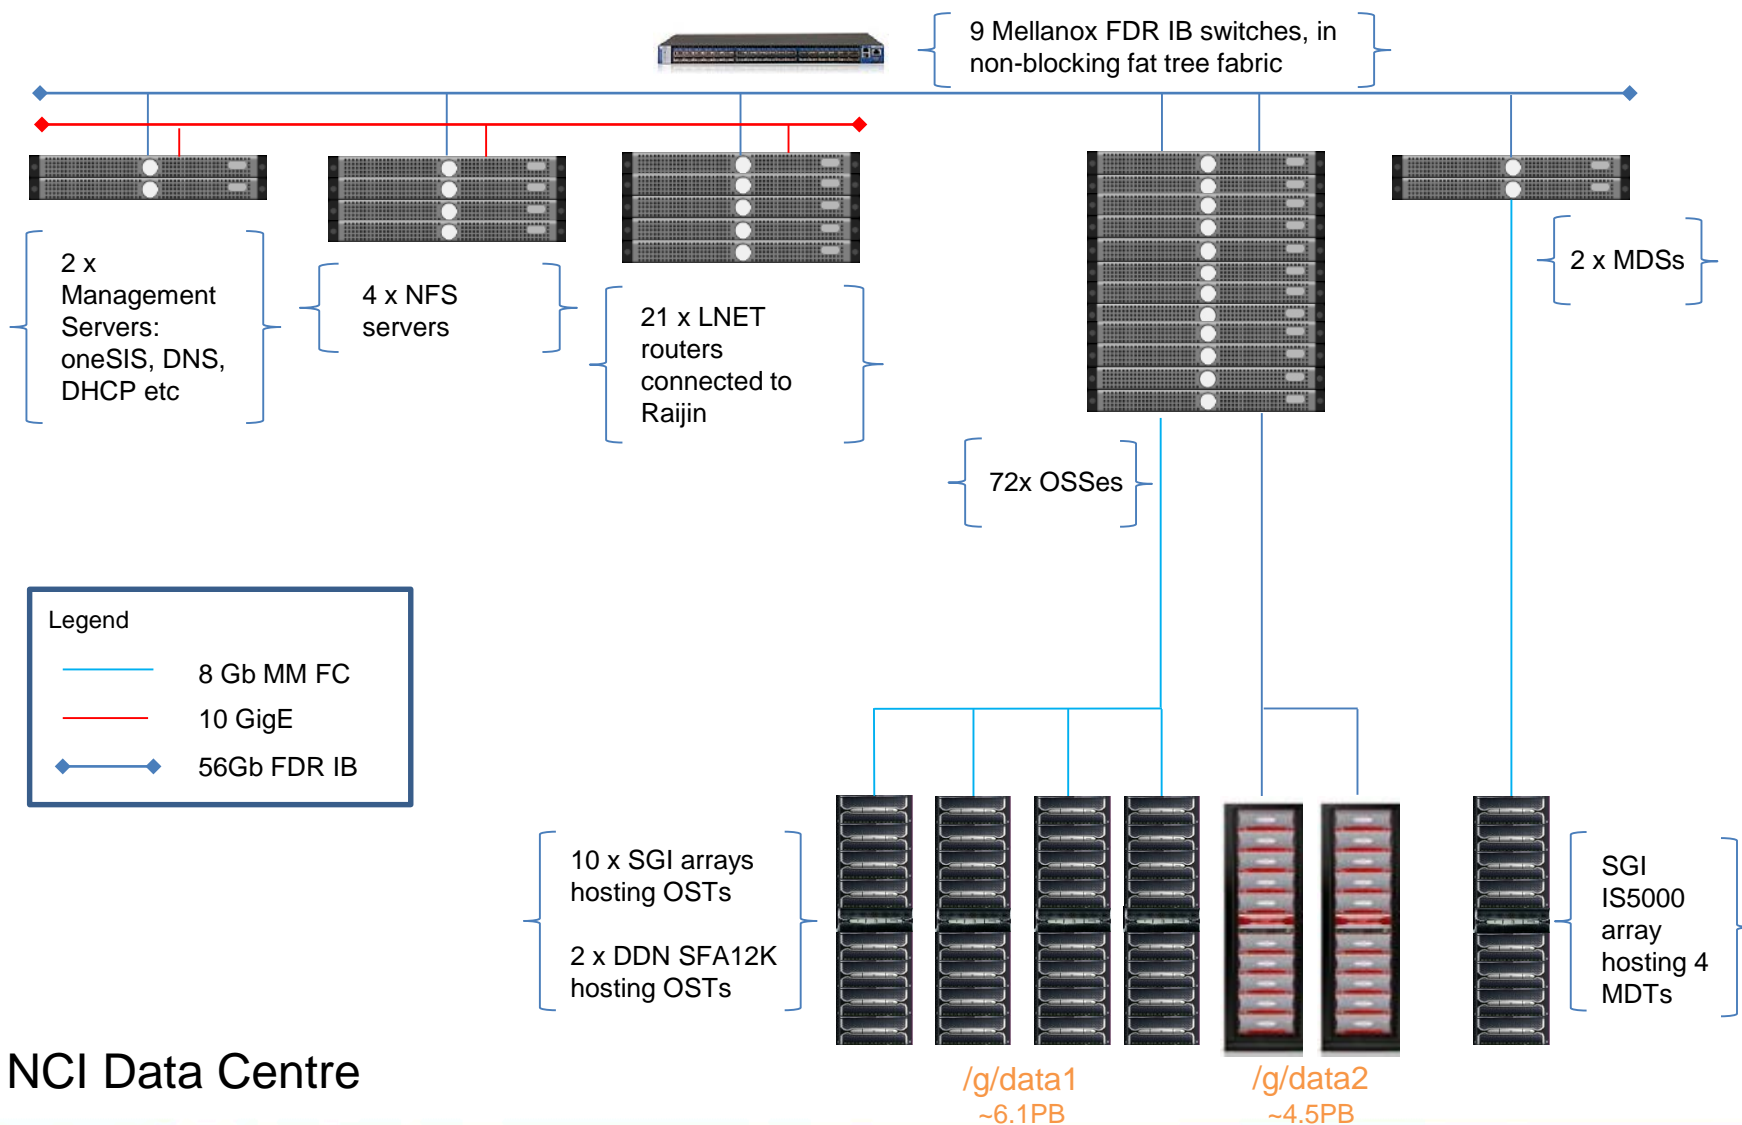 9 Mellanox FDR IB switches, in
non-blocking fat tree fabric
2 x
Management
Servers:
oneSIS, DNS,
DHCP etc
4 x NFS
servers
21 x LNET
routers
connected to
Raijin
2 x MDSs
72x OSSes
Legend
8 Gb MM FC
10 GigE
56Gb FDR IB
10 x SGI arrays
hosting OSTs
2 x DDN SFA12K
hosting OSTs
SGI
IS5000
array
hosting 4
MDTs
NCI Data Centre
/g/data1
~6.1PB
/g/data2
~4.5PB